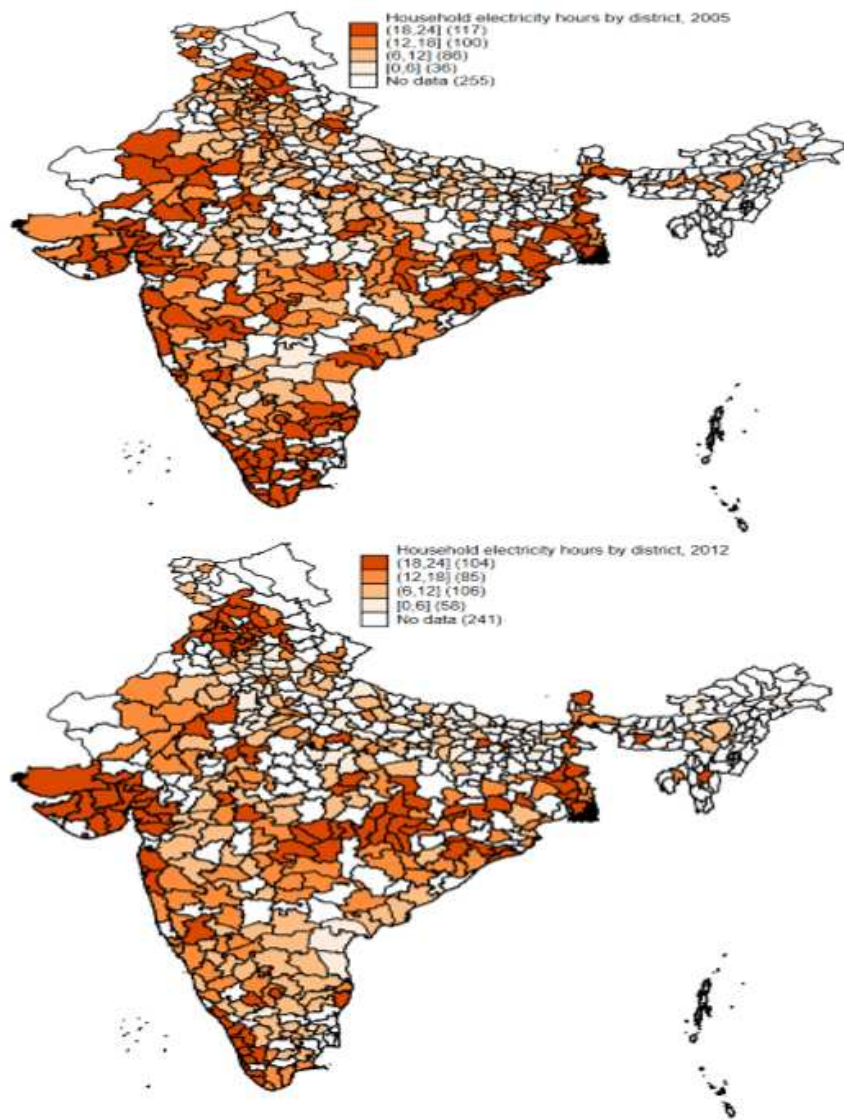 Household electricity hours by district, 2005
(18,24] (117)
(12,18] (100)
(6,12] (86)
[0,6] (36)
No data (255)
Household electricity hours by district, 2012
(18,24] (104)
(12,18] (85)
(6,12] (106)
[0,6] (58)
No data (241)